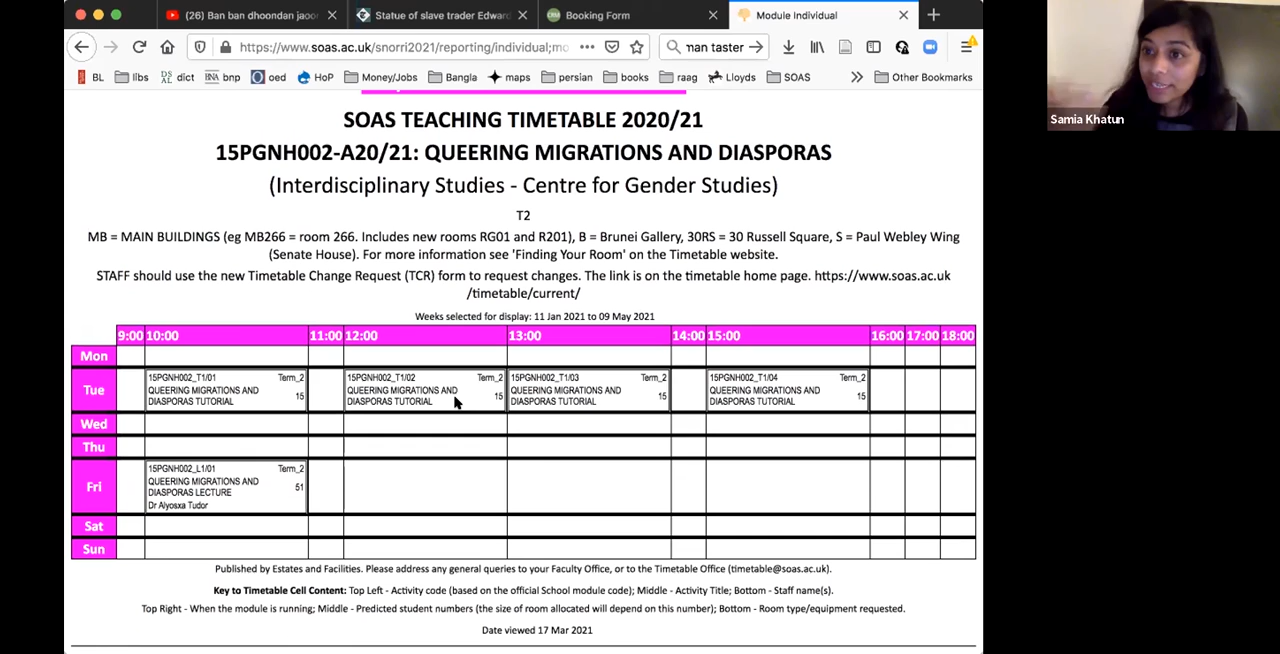 (26) Ban ban dhoondan jaoo
Statue of slave trader Edward
Booking Form
Module Individual
https://www.soas.ac.uk/snorri2021/reporting/individual;mo
nan taster
BL
libs
DS AL dict
BNA bnp
oed
HoP
Money/Jobs
Bangla
maps
persian
books
raag
Lloyds
SOAS
Other Bookmarks
Samia Khatun
SOAS TEACHING TIMETABLE 2020/21
15PGNH002-A20/21: QUEERING MIGRATIONS AND DIASPORAS
(Interdisciplinary Studies - Centre for Gender Studies)
T2
MB = MAIN BUILDINGS (eg MB266 = room 266. Includes new rooms RG01 and R201), B = Brunei Gallery, 30RS = 30 Russell Square, S = Paul Webley Wing
(Senate House). For more information see 'Finding Your Room' on the Timetable website.
STAFF should use the new Timetable Change Request (TCR) form to request changes. The link is on the timetable home page. https://www.soas.ac.uk
/timetable/current/
Weeks selected for display: 11 Jan 2021 to 09 May 2021
9:00 10:00 11:00 12:00 13:00 14:00 15:00 16:00 17:00 18:00
Mon
Tue
15PGNH002_T1/01 Term_2
QUEERING MIGRATIONS AND
DIASPORAS TUTORIAL 15
15PGNH002_T1/02 Term_2
QUEERING MIGRATIONS AND
DIASPORAS TUTORIAL 15
15PGNH002_T1/03 Term_2
QUEERING MIGRATIONS AND
DIASPORAS TUTORIAL 15
15PGNH002_T1/04 Term_2
QUEERING MIGRATIONS AND
DIASPORAS TUTORIAL 15
Wed
Thu
Fri
15PGNH002_L1/01 Term_2
QUEERING MIGRATIONS AND
DIASPORAS LECTURE 51
Dr Alyosxa Tudor
Sat
Sun
Published by Estates and Facilities. Please address any general queries to your Faculty Office, or to the Timetable Office (timetable@soas.ac.uk).
Key to Timetable Cell Content: Top Left - Activity code (based on the official School module code); Middle - Activity Title; Bottom - Staff name(s).
Top Right - When the module is running; Middle - Predicted student numbers (the size of room allocated will depend on this number); Bottom - Room type/equipment requested.
Date viewed 17 Mar 2021